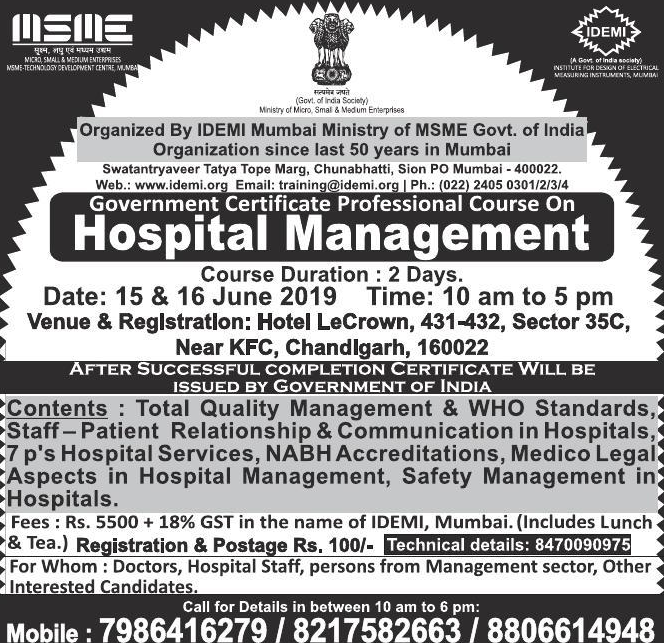 MSME
सूक्ष्म, लघु एवं मध्यम उद्यम
MICRO, SMALL & MEDIUM ENTERPRISES
MSME-TECHNOLOGY DEVELOPMENT CENTRE, MUMBAI
सत्यमेव जयते
(Govt. of India Society)
Ministry of Micro, Small & Medium Enterprises
IDEMI
(A Govt. of India society)
INSTITUTE FOR DESIGN OF ELECTRICAL
MEASURING INSTRUMENTS, MUMBAI
Organized By IDEMI Mumbai Ministry of MSME Govt. of India
Organization since last 50 years in Mumbai
Swatantryaveer Tatya Tope Marg, Chunabhatti, Sion PO Mumbai - 400022.
Web.: www.idemi.org Email: training@idemi.org | Ph.: (022) 2405 0301/2/3/4
Government Certificate Professional Course On
Hospital Management
Course Duration : 2 Days.
Date: 15 & 16 June 2019 Time: 10 am to 5 pm
Venue & Registration: Hotel LeCrown, 431-432, Sector 35C,
Near KFC, Chandigarh, 160022
AFTER SUCCESSFUL COMPLETION CERTIFICATE WILL BE
ISSUED BY GOVERNMENT OF INDIA
Contents : Total Quality Management & WHO Standards,
Staff – Patient Relationship & Communication in Hospitals,
7 p's Hospital Services, NABH Accreditations, Medico Legal
Aspects in Hospital Management, Safety Management in
Hospitals.
Fees : Rs. 5500 + 18% GST in the name of IDEMI, Mumbai. (Includes Lunch
& Tea.) Registration & Postage Rs. 100/- Technical details: 8470090975
For Whom : Doctors, Hospital Staff, persons from Management sector, Other
Interested Candidates.
Call for Details in between 10 am to 6 pm:
Mobile : 7986416279 / 8217582663 / 8806614948